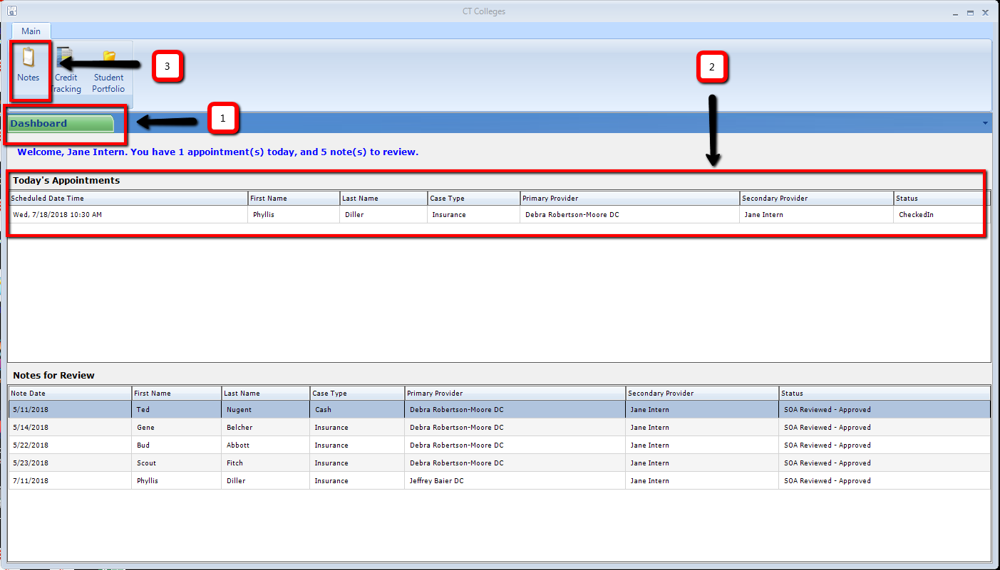 CT Colleges
Main
Notes
Credit Tracking
Student Portfolio
3
2
1
Dashboard
Welcome, Jane Intern. You have 1 appointment(s) today, and 5 note(s) to review.
Today's Appointments
Scheduled Date Time First Name Last Name Case Type Primary Provider Secondary Provider Status
Wed, 7/18/2018 10:30 AM Phyllis Diller Insurance Debra Robertson-Moore DC Jane Intern CheckedIn
Notes for Review
Note Date First Name Last Name Case Type Primary Provider Secondary Provider Status
5/11/2018 Ted Nugent Cash Debra Robertson-Moore DC Jane Intern SOA Reviewed - Approved
5/14/2018 Gene Belcher Insurance Debra Robertson-Moore DC Jane Intern SOA Reviewed - Approved
5/22/2018 Bud Abbott Insurance Debra Robertson-Moore DC Jane Intern SOA Reviewed - Approved
5/23/2018 Scout Fitch Insurance Debra Robertson-Moore DC Jane Intern SOA Reviewed - Approved
7/11/2018 Phyllis Diller Insurance Jeffrey Baier DC Jane Intern SOA Reviewed - Approved